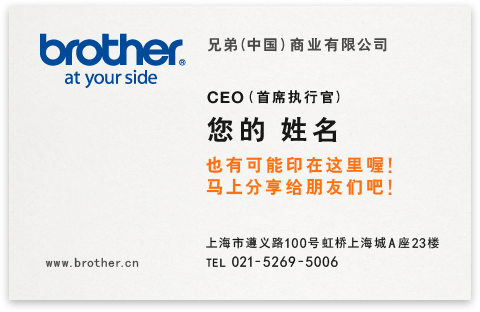 brother®
at your side
兄弟(中国)商业有限公司
CEO(首席执行官)
您的 姓名
也有可能印在这里喔!
马上分享给朋友们吧!
上海市遵义路100号虹桥上海城A座23楼
TEL 021-5269-5006
www.brother.cn